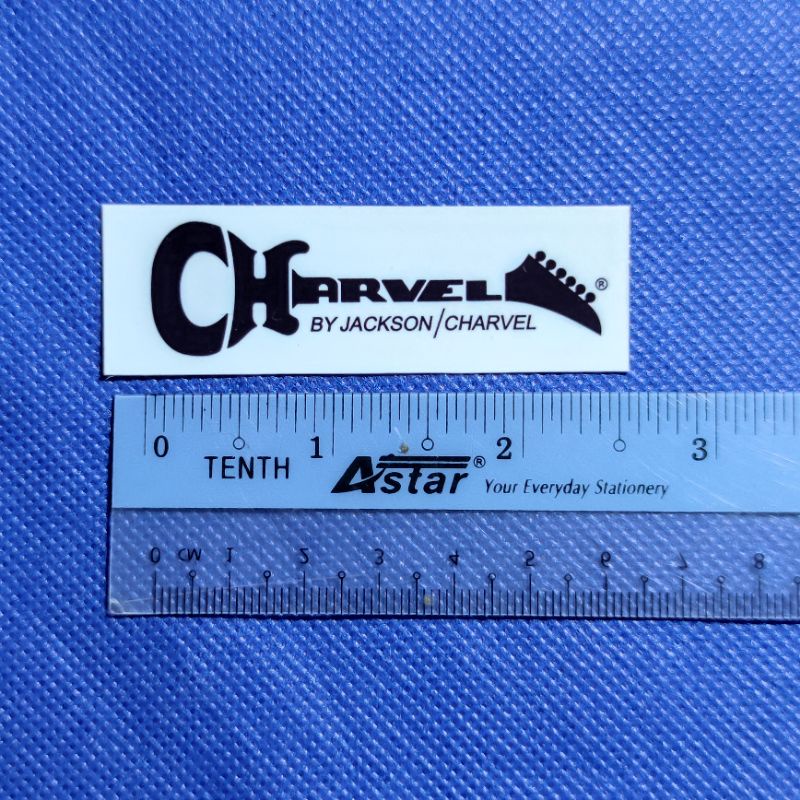 CHARVEL ®
BY JACKSON/CHARVEL
0 1 2 3
TENTH Astar® Your Everyday Stationery
0 CM 1 2 3 4 5 6 7 8